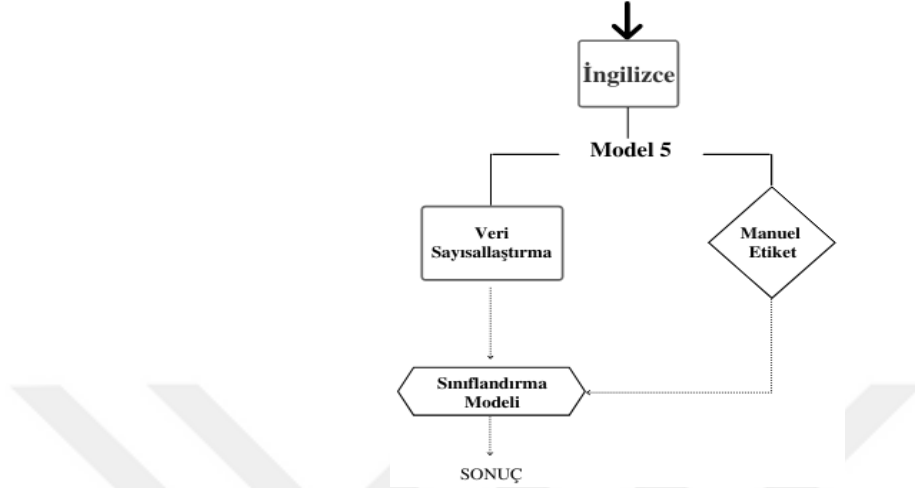 İngilizce
Model 5
Veri
Sayısallaştırma
Manuel
Etiket
Sınıflandırma
Modeli
SONUÇ